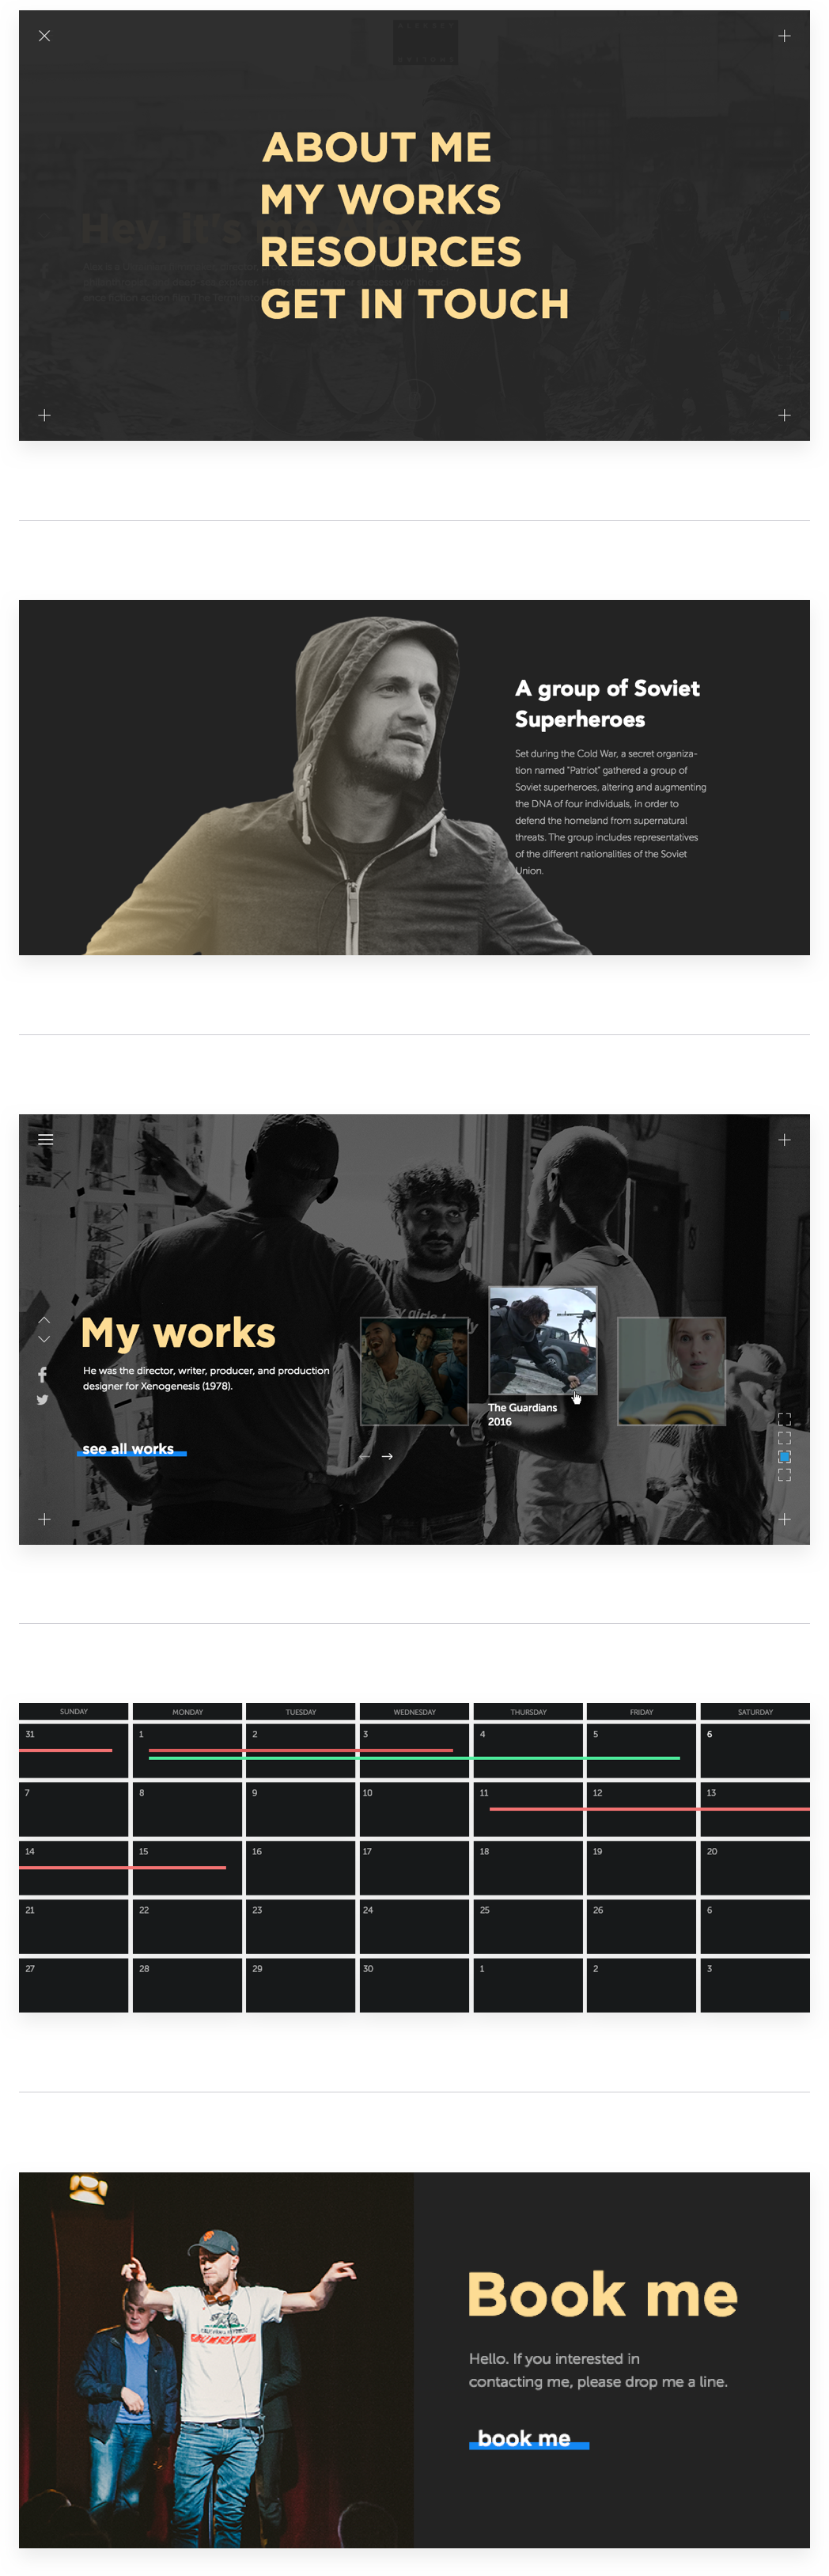 ABOUT ME
MY WORKS
Hey, it's me, Alex
RESOURCES
GET IN TOUCH
A group of Soviet
Superheroes
Set during the Cold War, a secret organiza-
tion named "Patriot" gathered a group of
Soviet superheroes, altering and augmenting
the DNA of four individuals, in order to
defend the homeland from supernatural
threats. The group includes representatives
of the different nationalities of the Soviet
Union.
My works
He was the director, writer, producer, and production
designer for Xenogenesis (1978).
see all works
The Guardians
2016
SUNDAY MONDAY TUESDAY WEDNESDAY THURSDAY FRIDAY SATURDAY
31 1 2 3 4 5 6
7 8 9 10 11 12 13
14 15 16 17 18 19 20
21 22 23 24 25 26 6
27 28 29 30 1 2 3
Book me
Hello. If you interested in
contacting me, please drop me a line.
book me